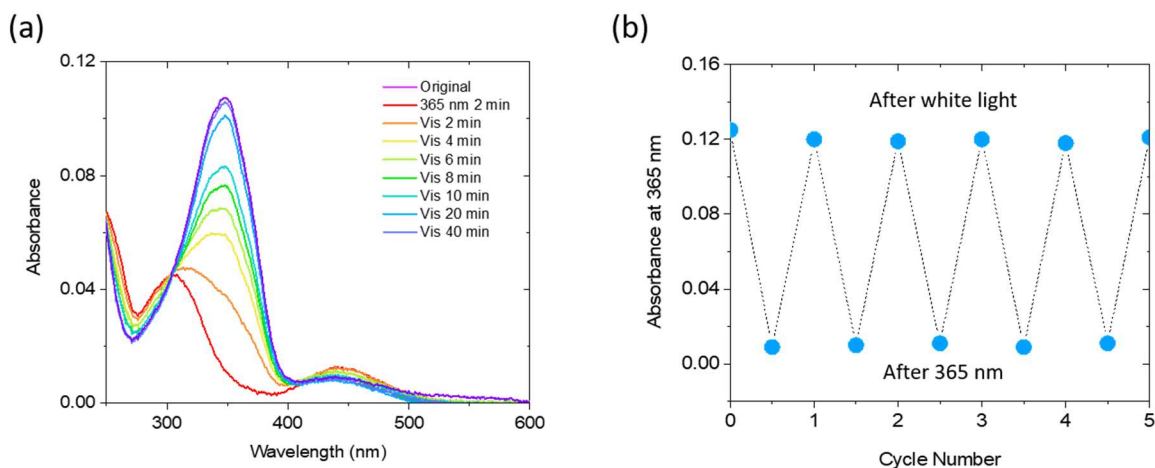 (a)
Absorbance
0.12
0.08
0.04
0.00
300
400
500
600
Wavelength (nm)
Original
365 nm 2 min
Vis 2 min
Vis 4 min
Vis 6 min
Vis 8 min
Vis 10 min
Vis 20 min
Vis 40 min
(b)
Absorbance at 365 nm
0.16
0.12
0.08
0.04
0.00
After white light
After 365 nm
0
1
2
3
4
5
Cycle Number